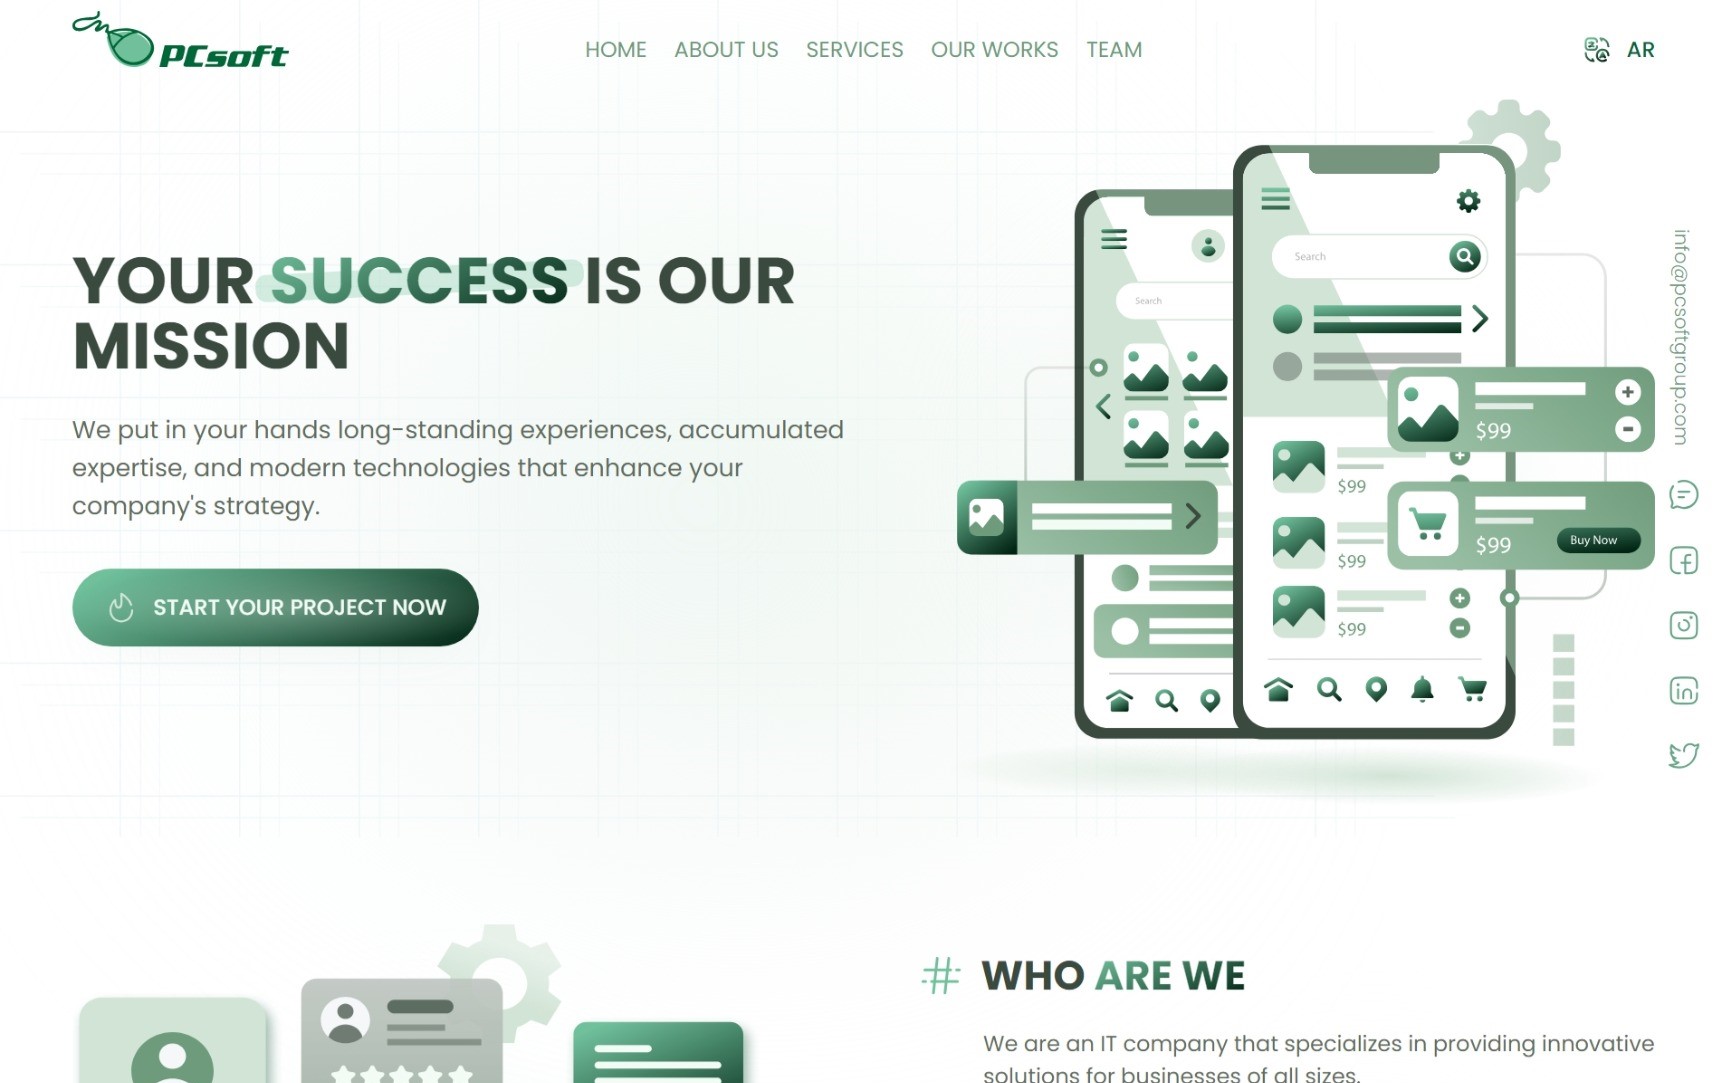 PCsoft
HOME
ABOUT US
SERVICES
OUR WORKS
TEAM
AR
YOUR SUCCESS IS OUR
MISSION
We put in your hands long-standing experiences, accumulated
expertise, and modern technologies that enhance your
company's strategy.
START YOUR PROJECT NOW
Search
Search
$99
$99
$99
$99
$99
Buy Now
info@pcsoftgroup.com
# WHO ARE WE
We are an IT company that specializes in providing innovative
solutions for businesses of all sizes.